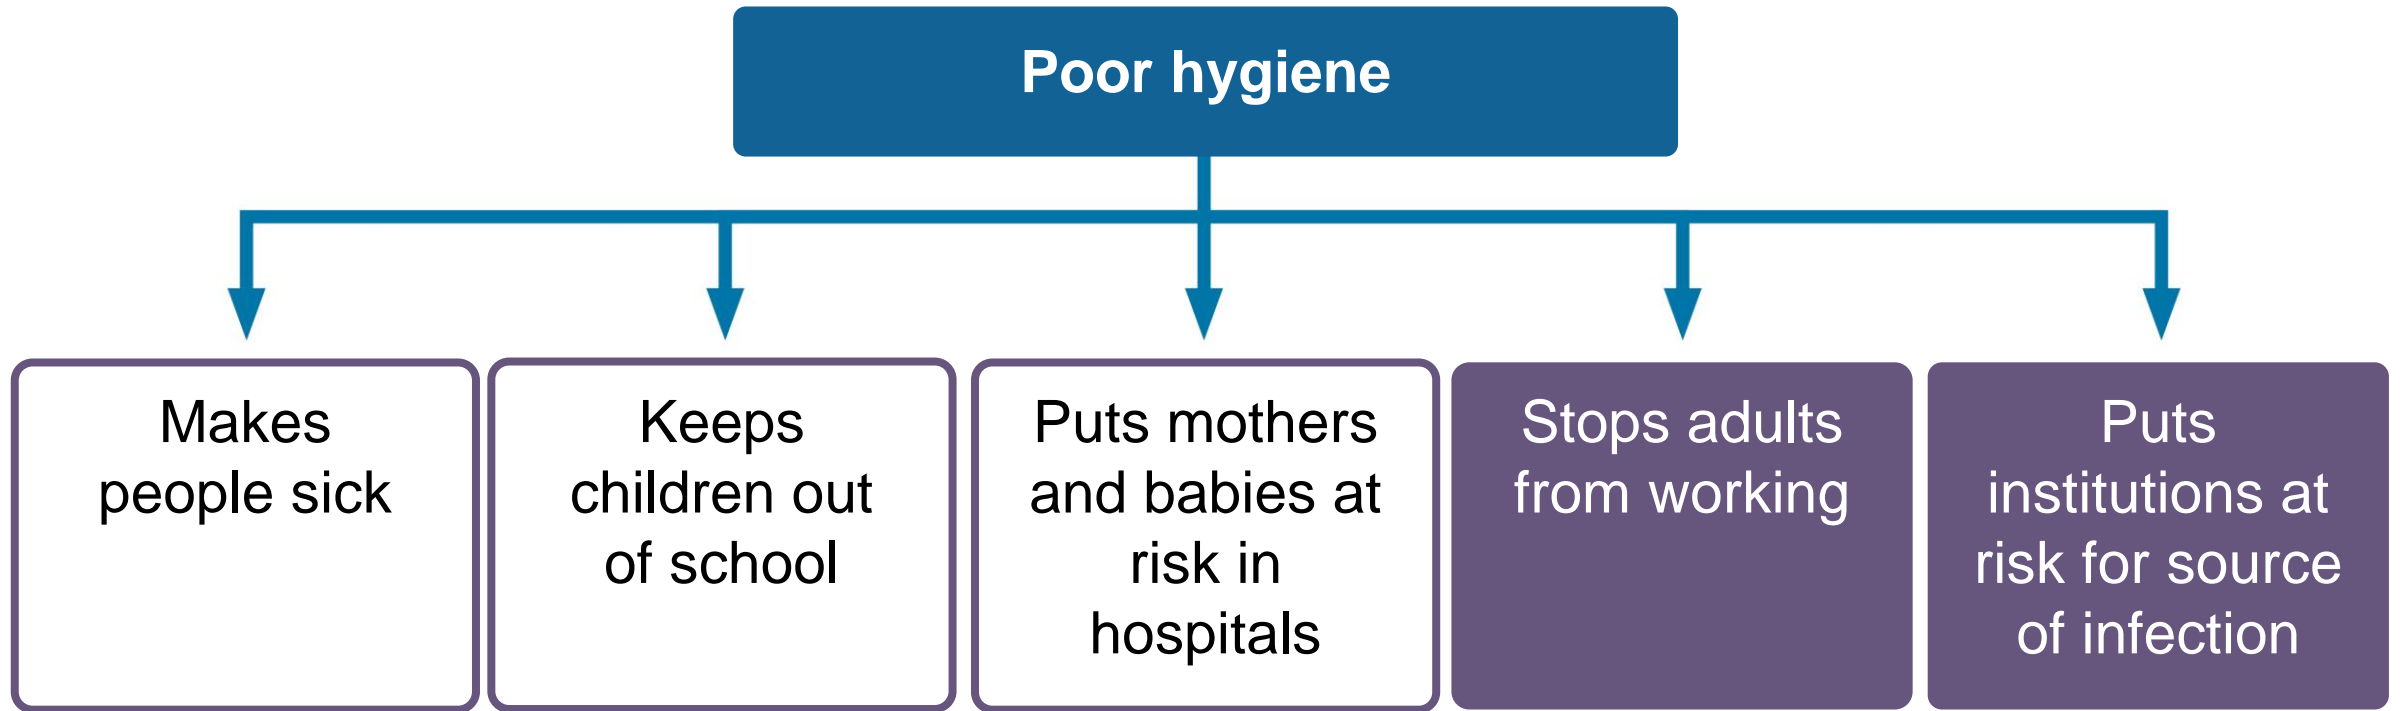 Poor hygiene
Makes
people sick
Keeps
children out
of school
Puts mothers
and babies at
risk in
hospitals
Stops adults
from working
Puts
institutions at
risk for source
of infection